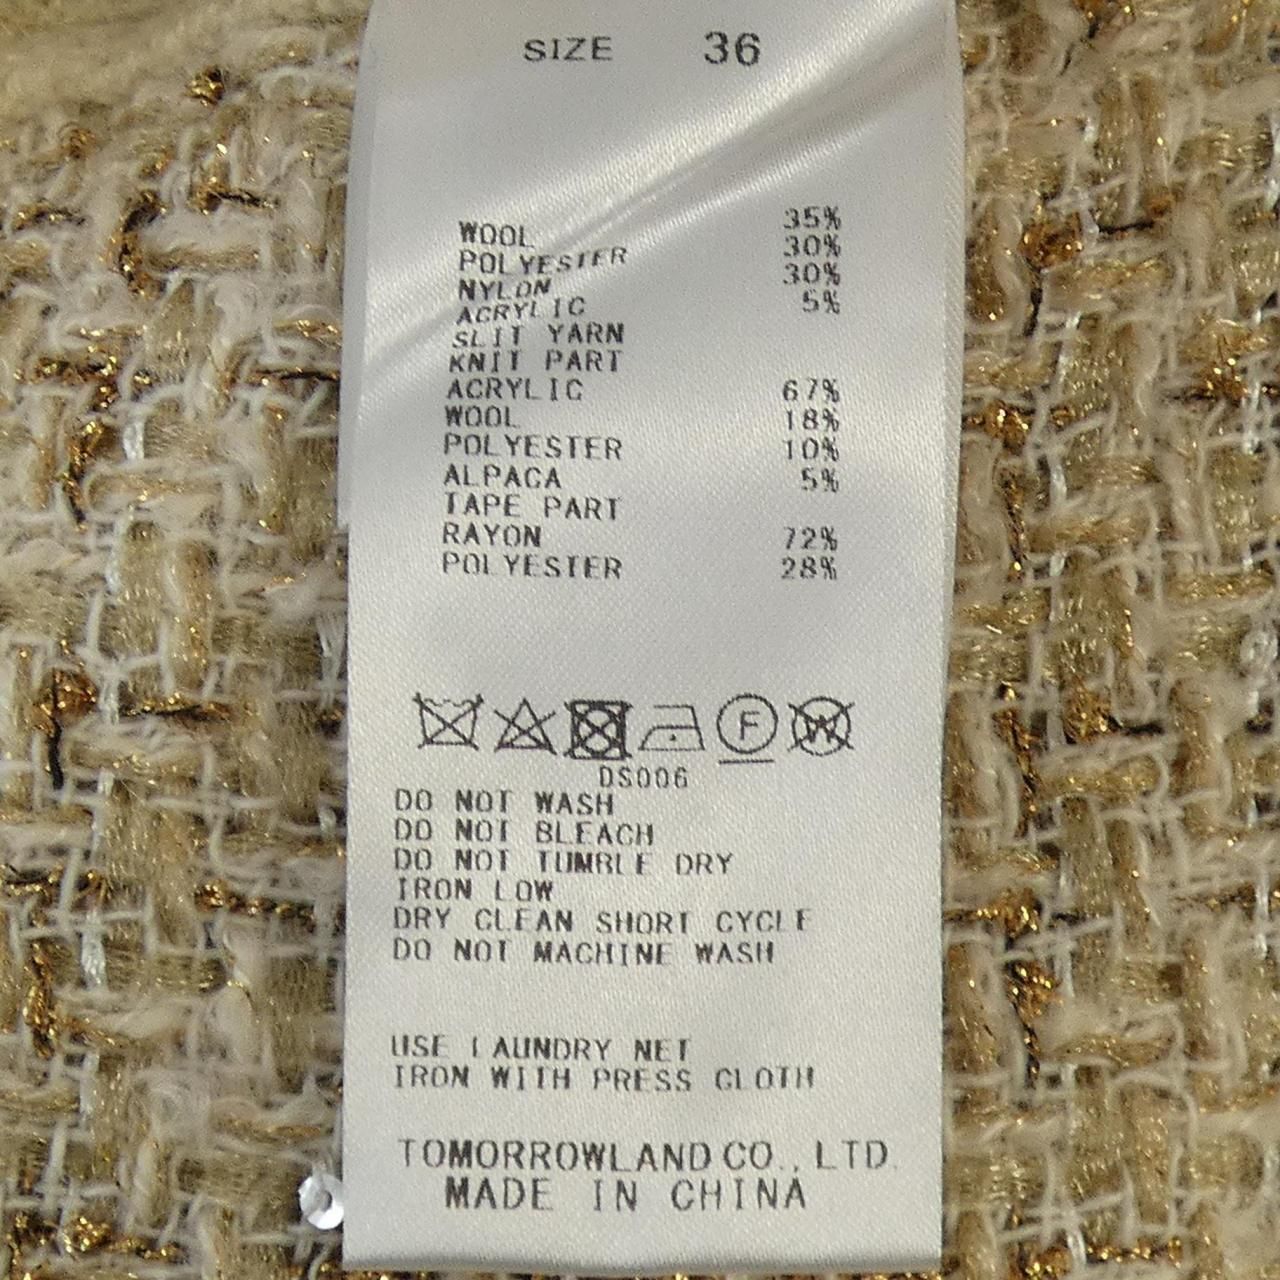 SIZE 36
WOOL 35%
POLYESTER 30%
NYLON 30%
ACRYLIC 5%
SLIT YARN
KNIT PART
ACRYLIC 67%
WOOL 18%
POLYESTER 10%
ALPACA 5%
TAPE PART
RAYON 72%
POLYESTER 28%
F W
DS006
DO NOT WASH
DO NOT BLEACH
DO NOT TUMBLE DRY
IRON LOW
DRY CLEAN SHORT CYCLE
DO NOT MACHINE WASH
USE LAUNDRY NET
IRON WITH PRESS CLOTH
TOMORROWLAND CO., LTD.
MADE IN CHINA